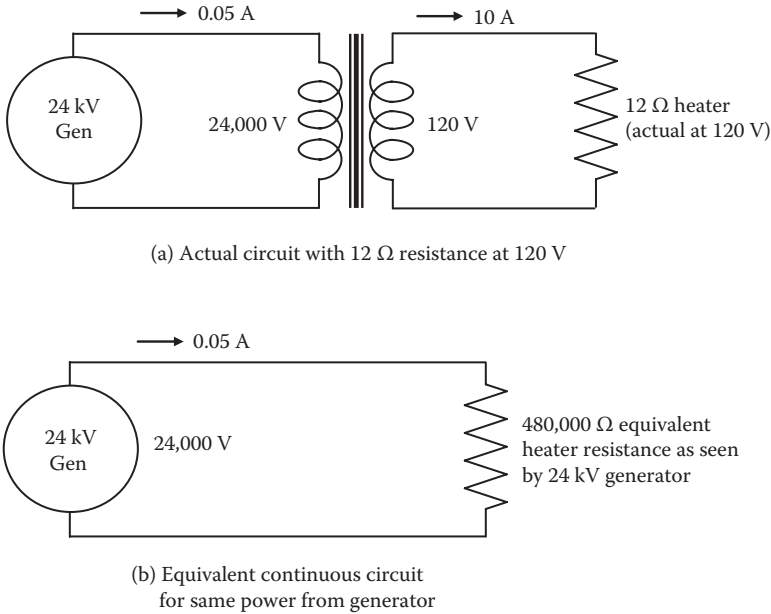 0.05 A
10 A
24 kV
Gen
24,000 V
120 V
12 Ω heater
(actual at 120 V)
(a) Actual circuit with 12 Ω resistance at 120 V
0.05 A
24 kV
Gen
24,000 V
480,000 Ω equivalent
heater resistance as seen
by 24 kV generator
(b) Equivalent continuous circuit
for same power from generator